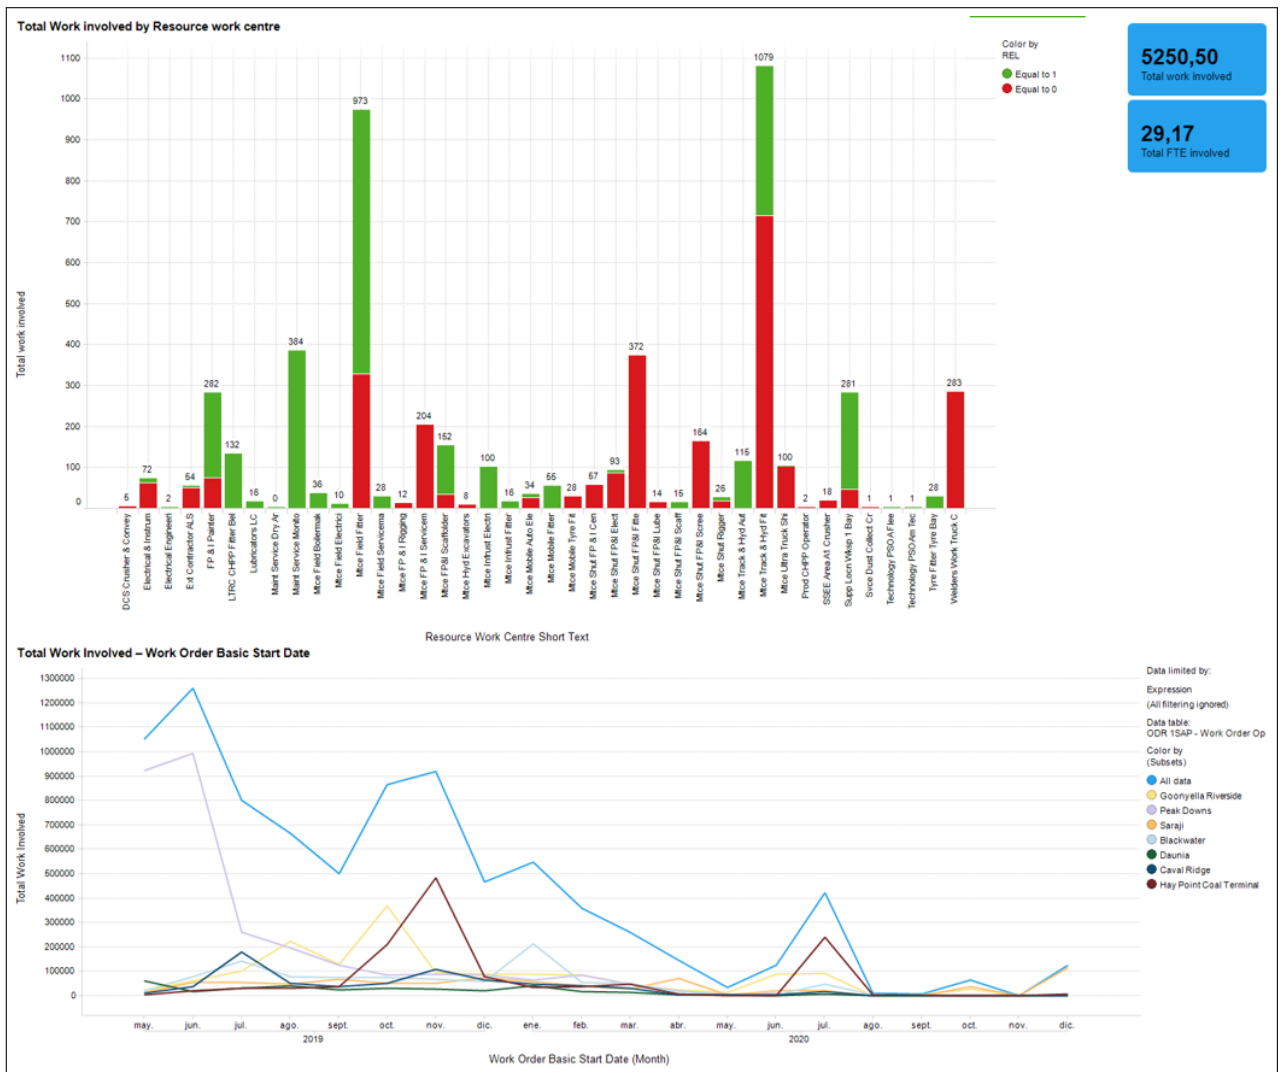 Total Work involved by Resource work centre
1100
1000
900
800
700
600
500
400
300
200
100
0
Total work involved
5
72
2
54
282
132
16
0
384
36
10
973
28
12
204
152
8
100
16
34
55
28
57
93
372
14
15
164
26
115
1079
100
2
18
281
1
1
1
28
283
DCS Crusher & Convey
Electrical & Instrum
Electrical Engineeri
Ext Contractor ALS
FP & I Painter
LTRC CHPP Fitter Bel
Lubricators LC
Maint Service Dry Ar
Maint Service Monito
Mtce Field Boilermak
Mtce Field Electrici
Mtce Field Fitter
Mtce Field Servicema
Mtce FP & I Rigging
Mtce FP & I Servicem
Mtce FP&I Scaffolder
Mtce Hyd Excavators
Mtce Infrust Electri
Mtce Infrust Fitter
Mtce Mobile Auto Ele
Mtce Mobile Fitter
Mtce Mobile Tyre Fit
Mtce Shut FP & I Cen
Mtce Shut FP&I Elect
Mtce Shut FP&I Fitte
Mtce Shut FP&I Lube
Mtce Shut FP&I Scaff
Mtce Shut FP&I Scree
Mtce Shut Rigger
Mtce Track & Hyd Aut
Mtce Track & Hyd Fit
Mtce Ultra Truck Shi
Prod CHPP Operator
SSEE Area A1 Crusher
Supp Locn Wksp 1 Bay
Svce Dust Collect Cr
Technology PSO A Flee
Technology PSO Am Tec
Tyre Fitter Tyre Bay
Welders Work Truck C
Resource Work Centre Short Text
Color by
REL
Equal to 1
Equal to 0
5250,50
Total work involved
29,17
Total FTE involved
Total Work Involved – Work Order Basic Start Date
1300000
1200000
1100000
1000000
900000
800000
700000
600000
500000
400000
300000
200000
100000
0
Total Work Involved
may. jun. jul. ago. sept. oct. nov. dic. ene. feb. mar. abr. may. jun. jul. ago. sept. oct. nov. dic.
2019 2020
Work Order Basic Start Date (Month)
Data limited by:
Expression
(All filtering ignored)
Data table:
ODR 1SAP - Work Order Op
Color by
(Subsets)
All data
Goonyella Riverside
Peak Downs
Saraji
Blackwater
Daunia
Caval Ridge
Hay Point Coal Terminal